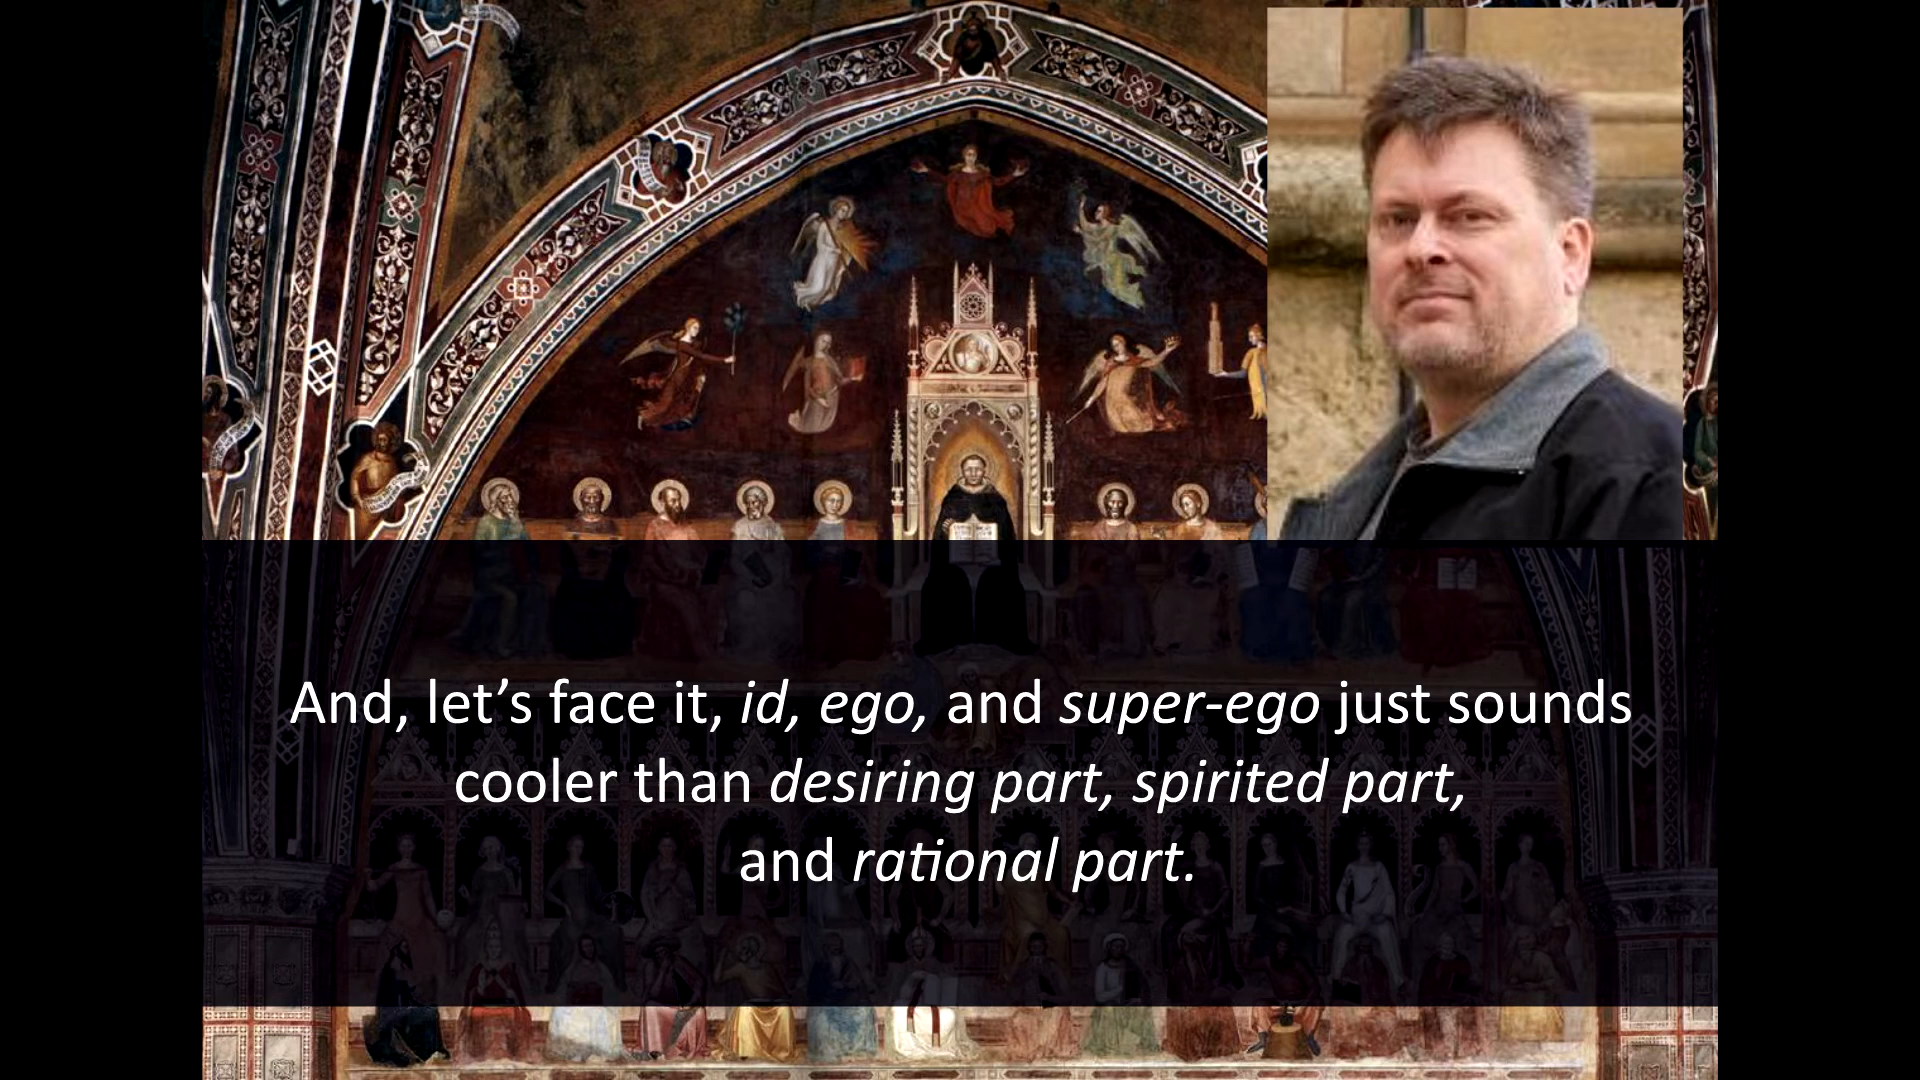 And, let’s face it, id, ego, and super-ego just sounds
cooler than desiring part, spirited part,
and rational part.